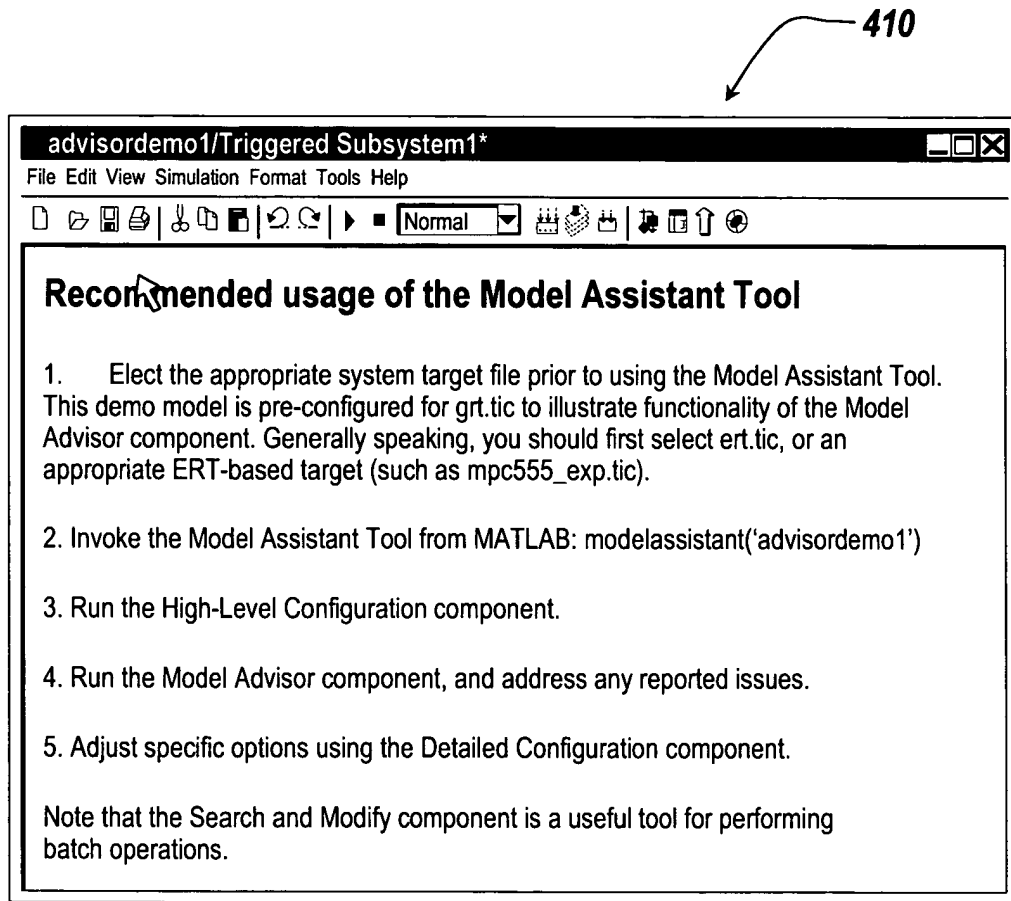 410
advisordemo1/Triggered Subsystem1*
File Edit View Simulation Format Tools Help
Normal
Recommended usage of the Model Assistant Tool
1. Elect the appropriate system target file prior to using the Model Assistant Tool.
This demo model is pre-configured for grt.tic to illustrate functionality of the Model
Advisor component. Generally speaking, you should first select ert.tic, or an
appropriate ERT-based target (such as mpc555_exp.tic).
2. Invoke the Model Assistant Tool from MATLAB: modelassistant('advisordemo1')
3. Run the High-Level Configuration component.
4. Run the Model Advisor component, and address any reported issues.
5. Adjust specific options using the Detailed Configuration component.
Note that the Search and Modify component is a useful tool for performing
batch operations.